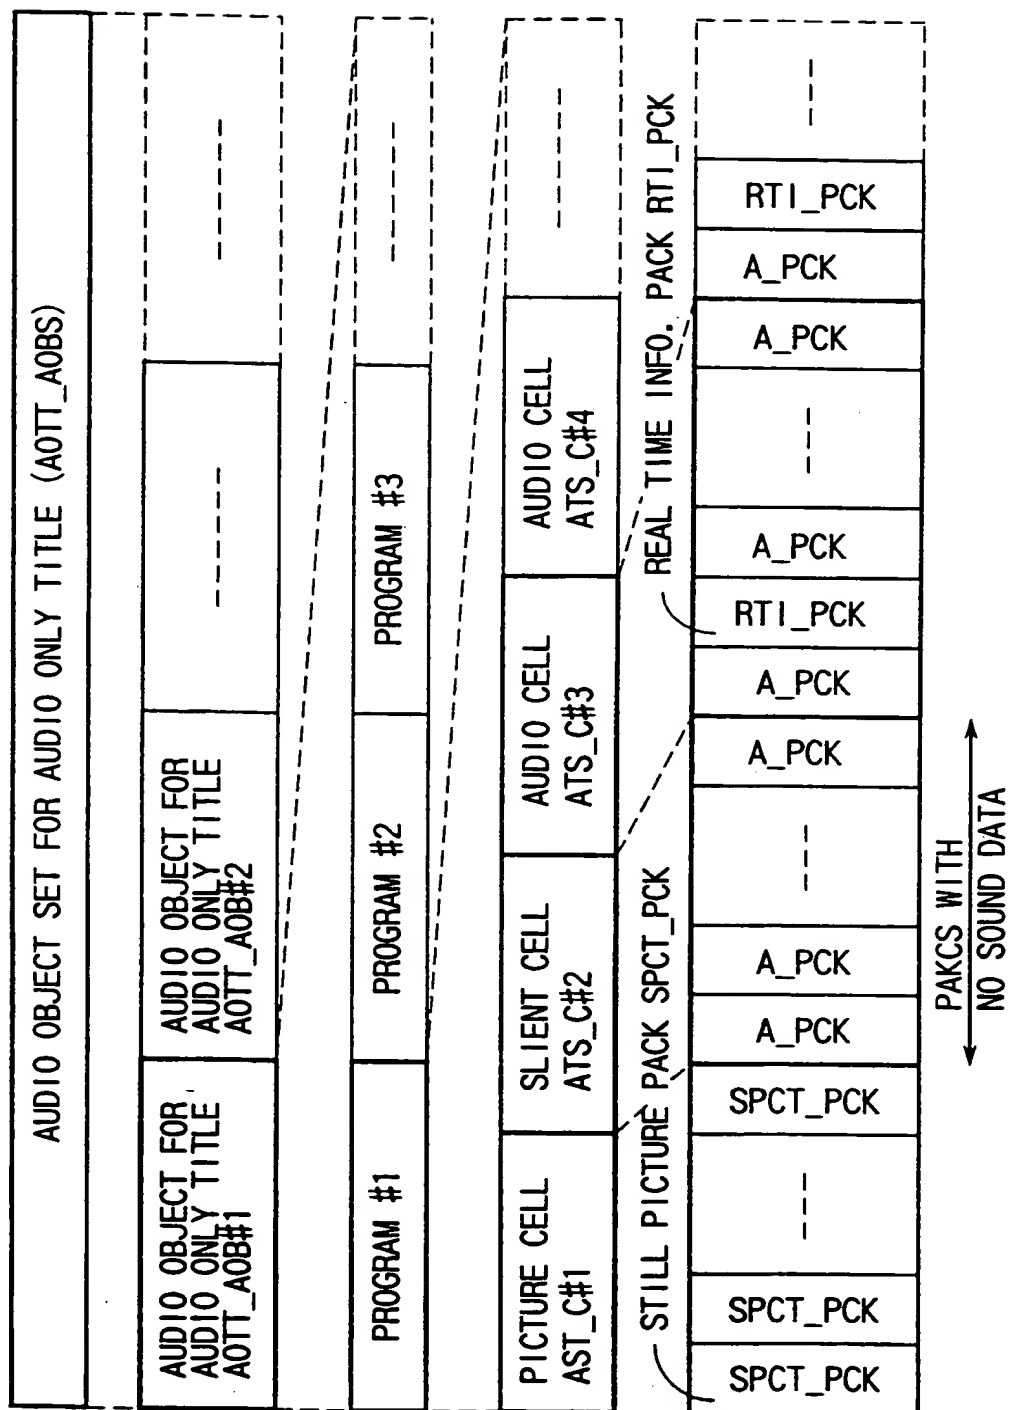 AUDIO OBJECT SET FOR AUDIO ONLY TITLE (AOTT_AOBS)
AUDIO OBJECT FOR
AUDIO ONLY TITLE
AOTT_AOB#1
AUDIO OBJECT FOR
AUDIO ONLY TITLE
AOTT_AOB#2
PROGRAM #1
PROGRAM #2
PROGRAM #3
PICTURE CELL
AST_C#1
SLIENT CELL
ATS_C#2
AUDIO CELL
ATS_C#3
AUDIO CELL
ATS_C#4
STILL PICTURE PACK SPCT_PCK
REAL TIME INFO. PACK RTI_PCK
SPCT_PCK
SPCT_PCK
SPCT_PCK
A_PCK
A_PCK
A_PCK
A_PCK
RTI_PCK
A_PCK
A_PCK
A_PCK
RTI_PCK
PAKCS WITH
NO SOUND DATA